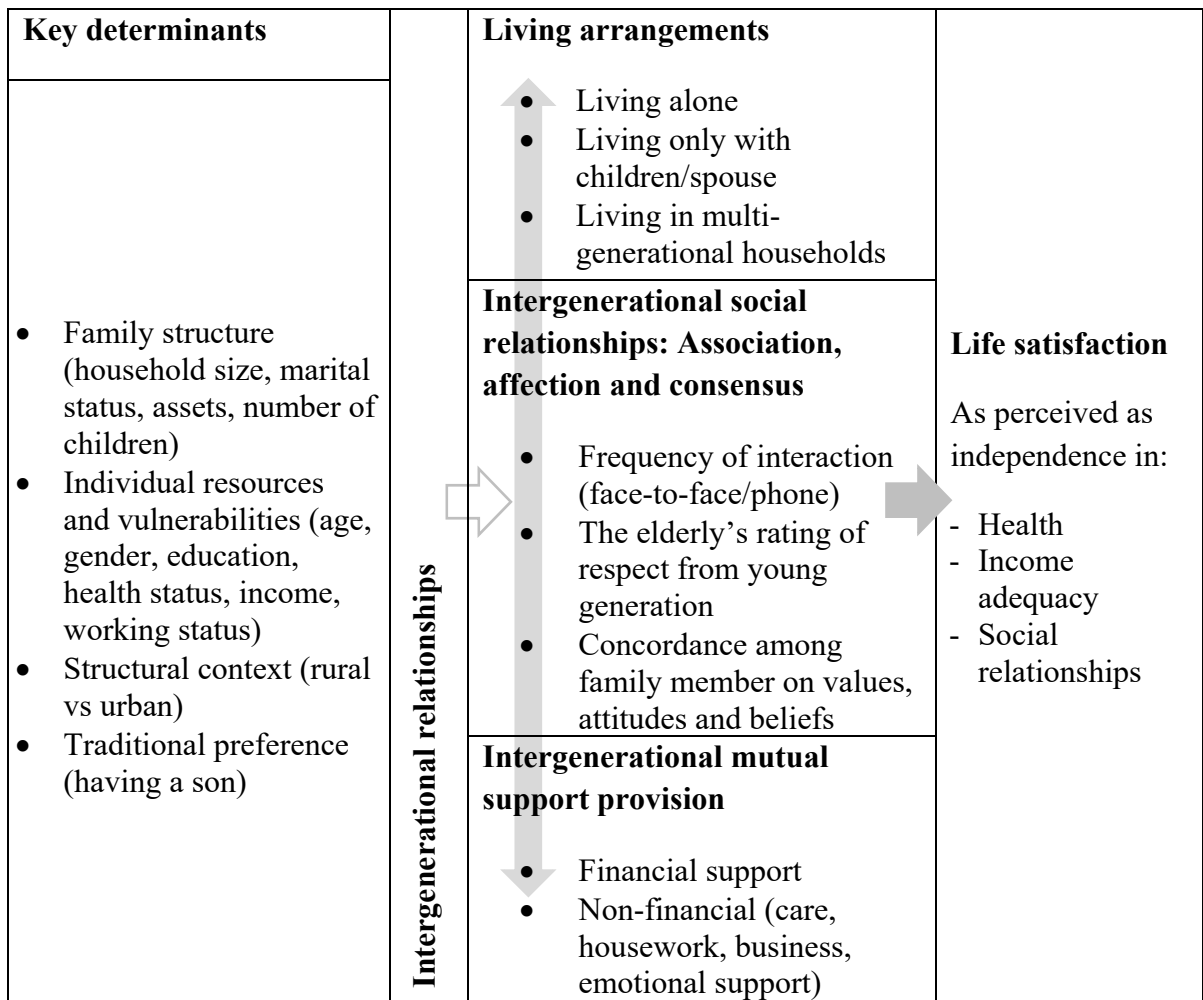 Key determinants
• Family structure
(household size, marital
status, assets, number of
children)
• Individual resources
and vulnerabilities (age,
gender, education,
health status, income,
working status)
• Structural context (rural
vs urban)
• Traditional preference
(having a son)
Intergenerational relationships
Living arrangements
• Living alone
• Living only with
children/spouse
• Living in multi-
generational households
Intergenerational social
relationships: Association,
affection and consensus
• Frequency of interaction
(face-to-face/phone)
• The elderly’s rating of
respect from young
generation
• Concordance among
family member on values,
attitudes and beliefs
Intergenerational mutual
support provision
• Financial support
• Non-financial (care,
housework, business,
emotional support)
Life satisfaction
As perceived as
independence in:
- Health
- Income
adequacy
- Social
relationships